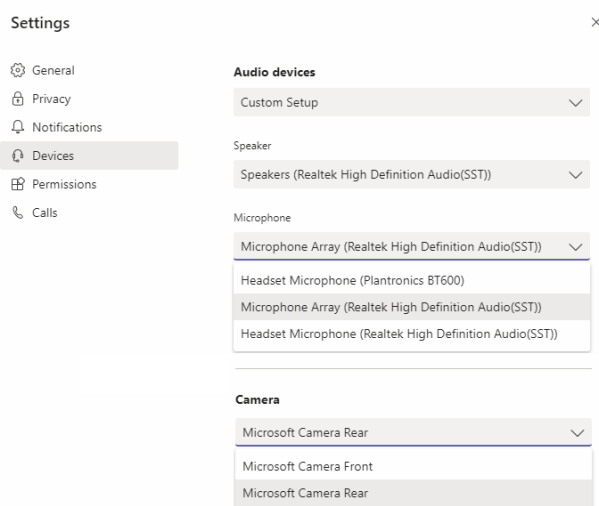 Settings
General
Privacy
Notifications
Devices
Permissions
Calls
Audio devices
Custom Setup
Speaker
Speakers (Realtek High Definition Audio(SST))
Microphone
Microphone Array (Realtek High Definition Audio(SST))
Headset Microphone (Plantronics BT600)
Microphone Array (Realtek High Definition Audio(SST))
Headset Microphone (Realtek High Definition Audio(SST))
Camera
Microsoft Camera Rear
Microsoft Camera Front
Microsoft Camera Rear